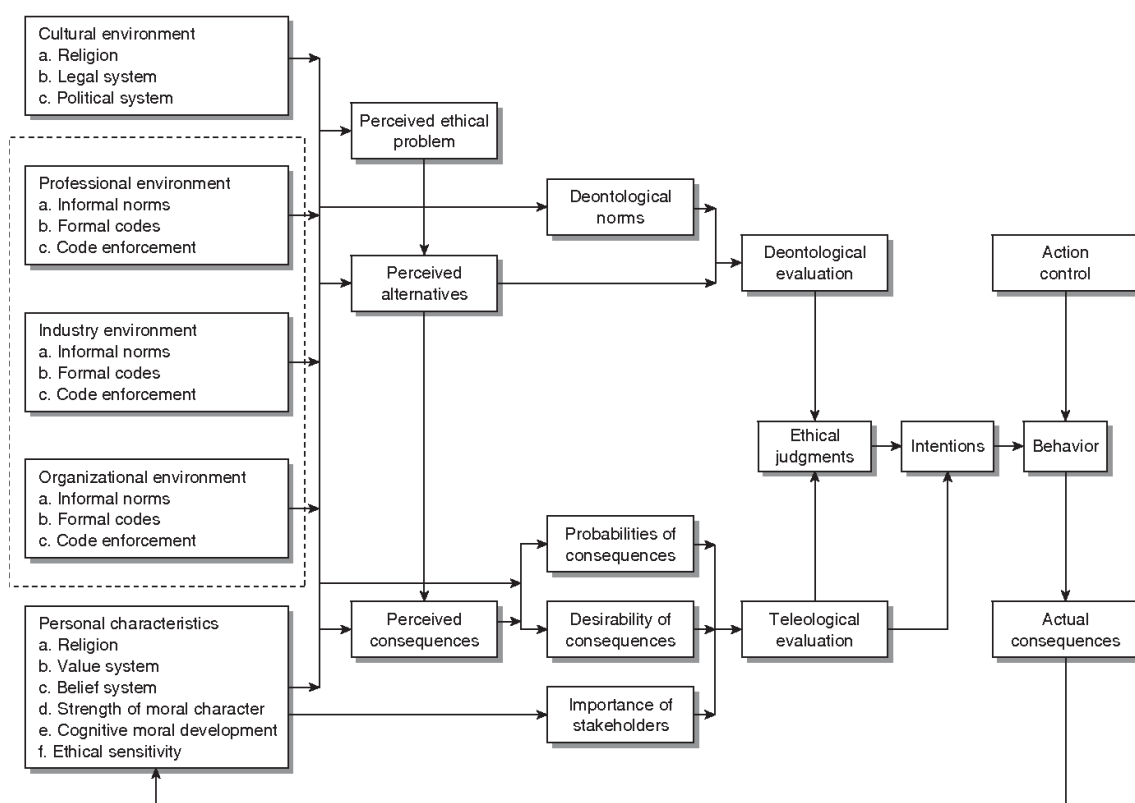 Cultural environment
a. Religion
b. Legal system
c. Political system
Professional environment
a. Informal norms
b. Formal codes
c. Code enforcement
Industry environment
a. Informal norms
b. Formal codes
c. Code enforcement
Organizational environment
a. Informal norms
b. Formal codes
c. Code enforcement
Personal characteristics
a. Religion
b. Value system
c. Belief system
d. Strength of moral character
e. Cognitive moral development
f. Ethical sensitivity
Perceived ethical
problem
Perceived
alternatives
Perceived
consequences
Deontological
norms
Probabilities of
consequences
Desirability of
consequences
Importance of
stakeholders
Deontological
evaluation
Ethical
judgments
Teleological
evaluation
Intentions
Action
control
Behavior
Actual
consequences